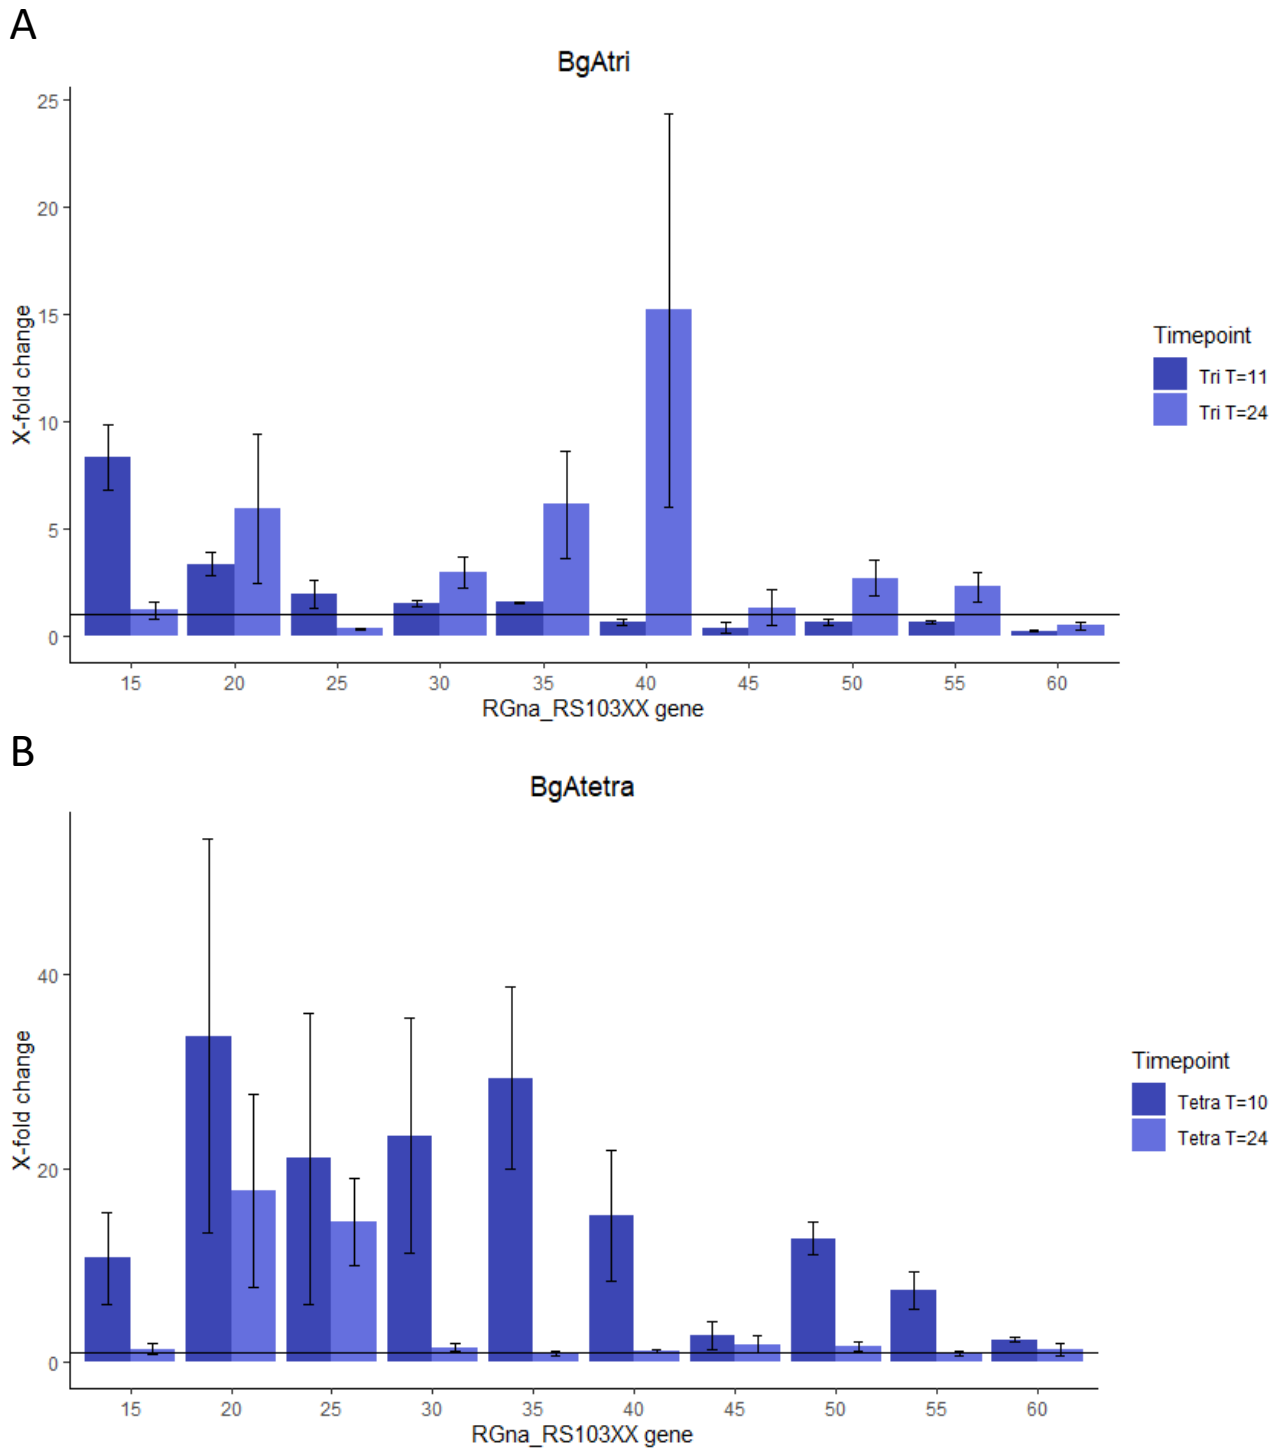 A
BgAtri
25
20
15
10
5
0
X-fold change
15 20 25 30 35 40 45 50 55 60
RGna_RS103XX gene
Timepoint
Tri T=11
Tri T=24
B
BgAtetra
40
20
0
X-fold change
15 20 25 30 35 40 45 50 55 60
RGna_RS103XX gene
Timepoint
Tetra T=10
Tetra T=24